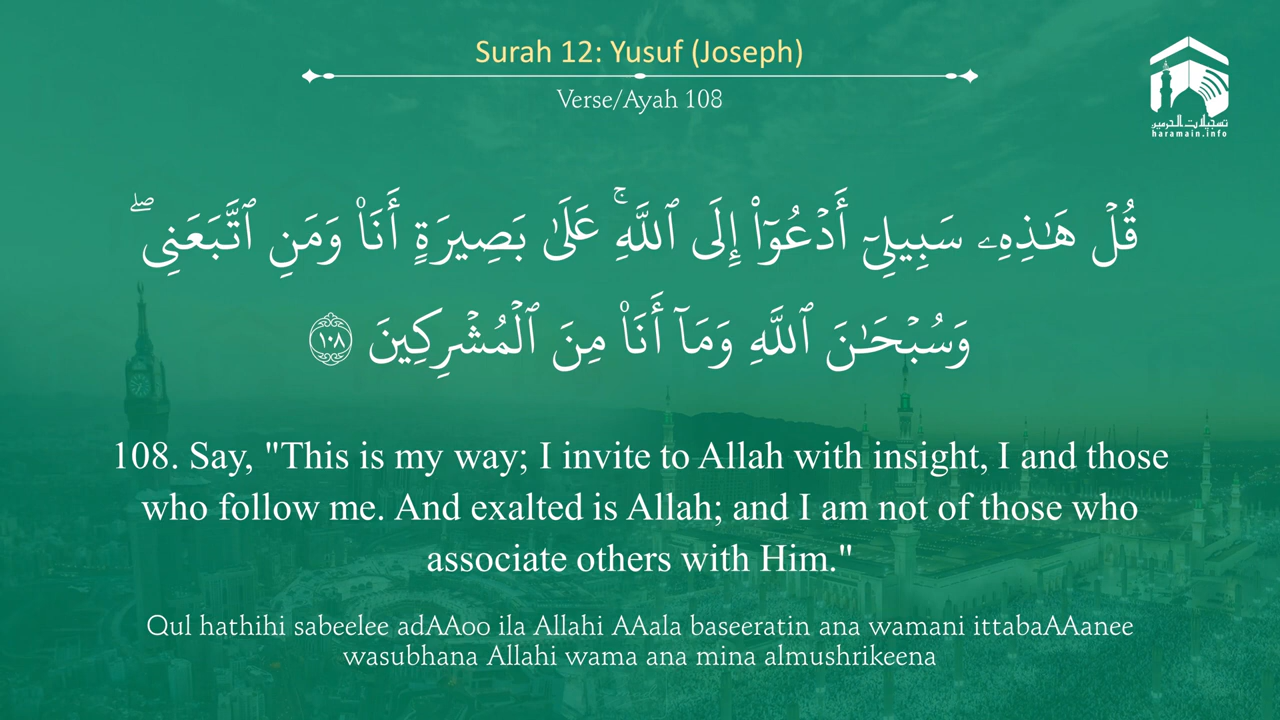 Surah 12: Yusuf (Joseph)
Verse/Ayah 108
تسجيلات الحرمين
haramain.info
قُلْ هَـٰذِهِۦ سَبِيلِىٓ أَدْعُوٓا۟ إِلَى ٱللَّهِ ۚ عَلَىٰ بَصِيرَةٍ أَنَا۠ وَمَنِ ٱتَّبَعَنِى ۖ
وَسُبْحَـٰنَ ٱللَّهِ وَمَآ أَنَا۠ مِنَ ٱلْمُشْرِكِينَ ١٠٨
108. Say, "This is my way; I invite to Allah with insight, I and those
who follow me. And exalted is Allah; and I am not of those who
associate others with Him."
Qul hathihi sabeelee adAAoo ila Allahi AAala baseeratin ana wamani ittabaAAanee
wasubhana Allahi wama ana mina almushrikeena